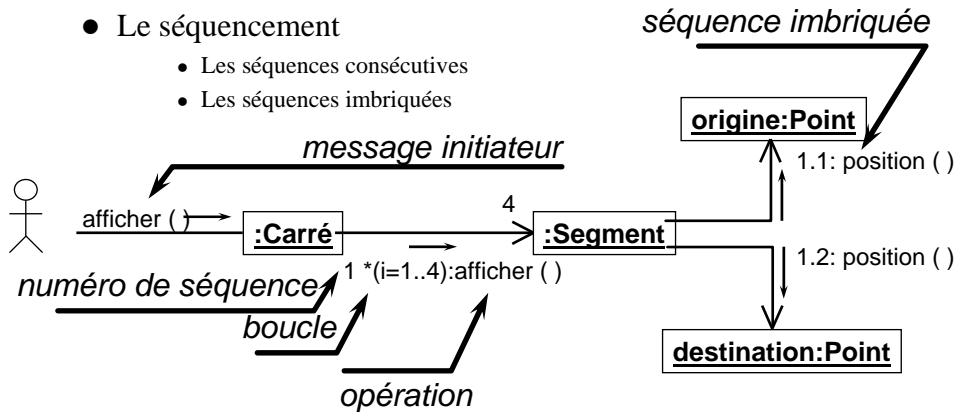 ● Le séquencement
• Les séquences consécutives
• Les séquences imbriquées
séquence imbriquée
origine:Point
message initiateur
1.1: position ( )
afficher ( )
4
:Carré
:Segment
1 *(i=1..4):afficher ( )
1.2: position ( )
numéro de séquence
boucle
destination:Point
opération